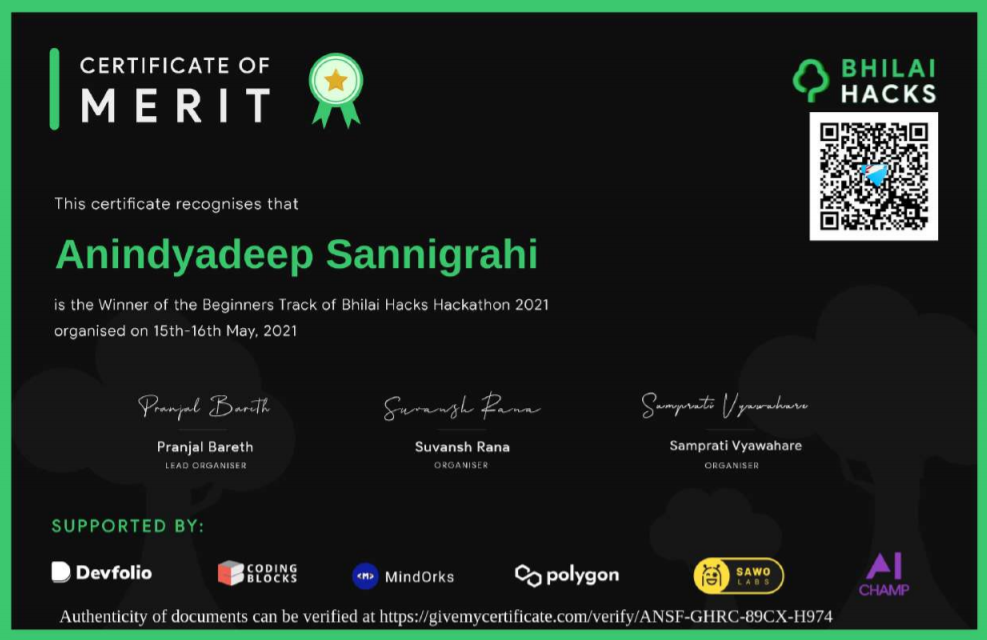 CERTIFICATE OF
MERIT
BHILAI
HACKS
This certificate recognises that
Anindyadeep Sannigrahi
is the Winner of the Beginners Track of Bhilai Hacks Hackathon 2021
organised on 15th-16th May, 2021
Pranjal Bareth
Suvansh Rana
Samprati Vyawahare
Pranjal Bareth
Suvansh Rana
Samprati Vyawahare
LEAD ORGANISER
ORGANISER
ORGANISER
SUPPORTED BY:
Devfolio
CODING
BLOCKS
<M>
MindOrks
polygon
SAWO
LABS
AI
CHAMP
Authenticity of documents can be verified at https://givemycertificate.com/verify/ANSF-GHRC-89CX-H974